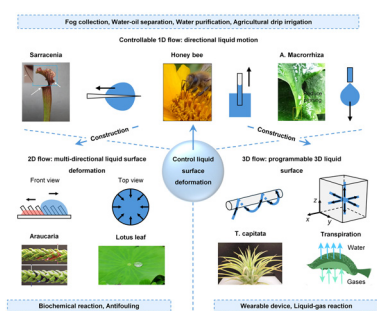 Fog collection, Water-oil separation, Water purification, Agricultural drip irrigation
Controllable 1D flow: directional liquid motion
Sarracenia
Honey bee
A. Macrorrhiza
Construction
Construction
2D flow: multi-directional liquid surface
deformation
Control liquid
surface
deformation
3D flow: programmable 3D liquid
surface
Front view
Top view
z
x
y
Araucaria
Lotus leaf
T. capitata
Transpiration
Water
Gases
Biochemical reaction, Antifouling
Wearable device, Liquid-gas reaction